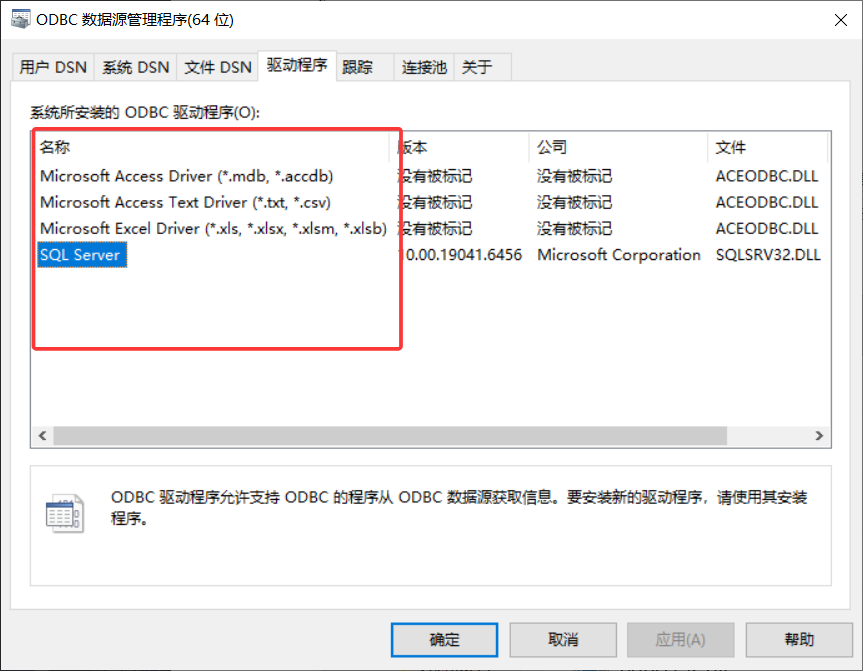 ODBC 数据源管理程序(64 位)
用户 DSN 系统 DSN 文件 DSN 驱动程序 跟踪 连接池 关于
系统所安装的 ODBC 驱动程序(O):
名称 版本 公司 文件
Microsoft Access Driver (*.mdb, *.accdb) 没有被标记 没有被标记 ACEODBC.DLL
Microsoft Access Text Driver (*.txt, *.csv) 没有被标记 没有被标记 ACEODBC.DLL
Microsoft Excel Driver (*.xls, *.xlsx, *.xlsm, *.xlsb) 没有被标记 没有被标记 ACEODBC.DLL
SQL Server 10.00.19041.6456 Microsoft Corporation SQLSRV32.DLL
ODBC 驱动程序允许支持 ODBC 的程序从 ODBC 数据源获取信息。要安装新的驱动程序，请使用其安装
程序。
确定 取消 应用(A) 帮助